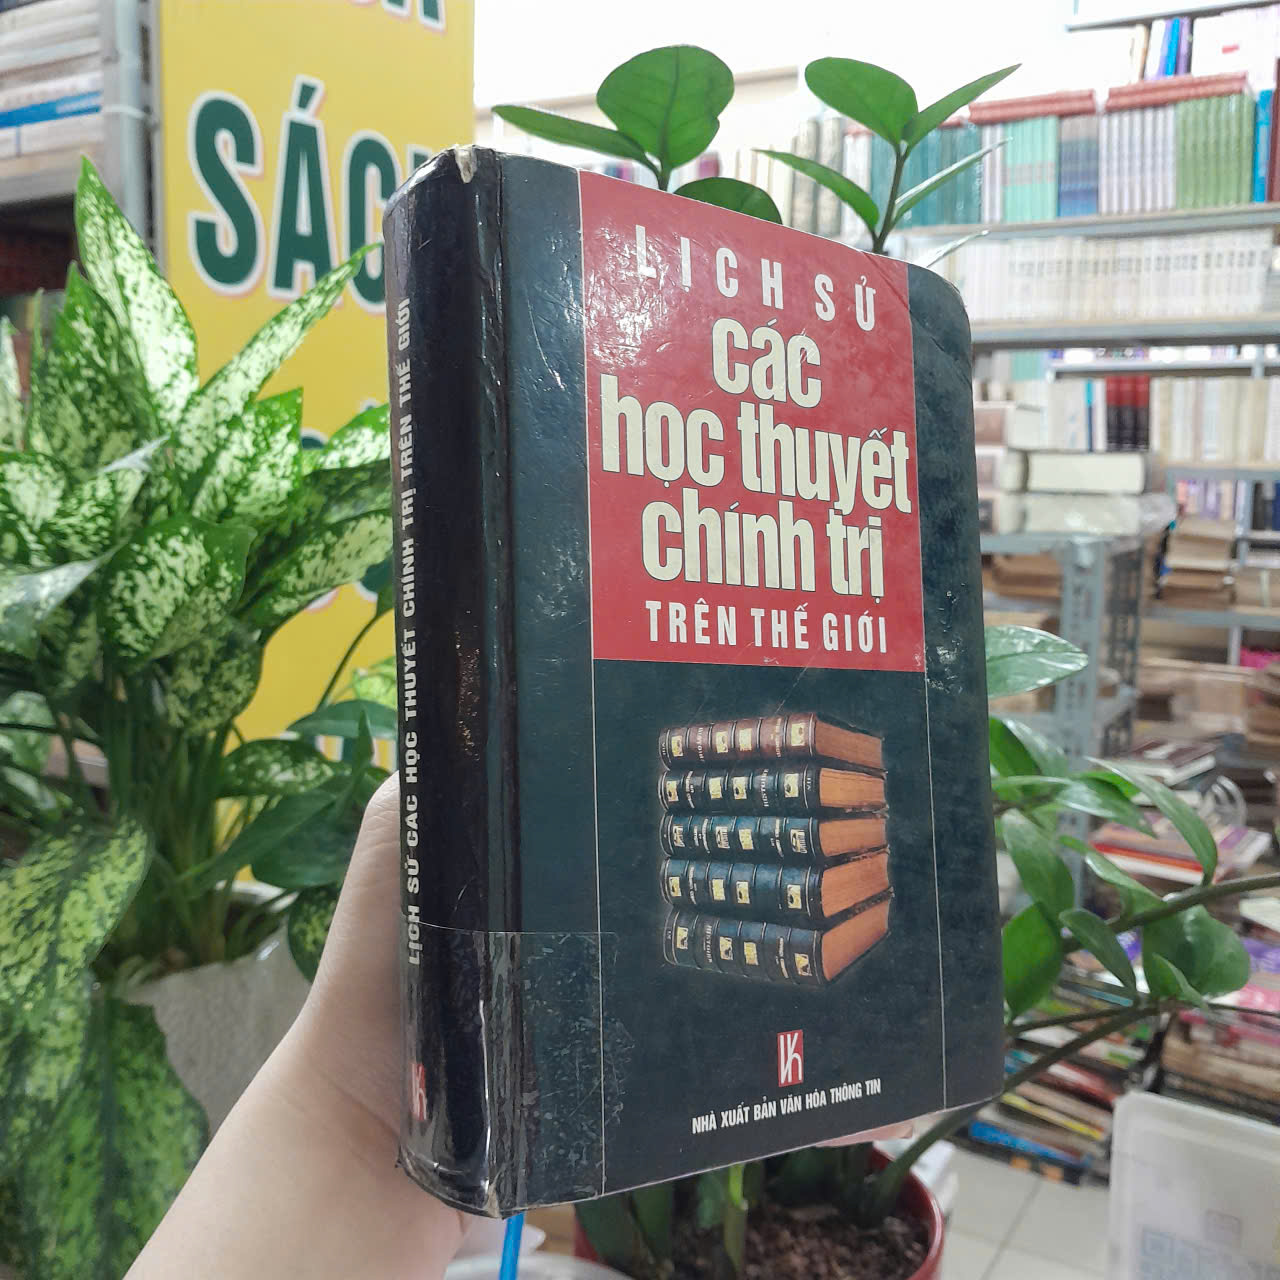 SÁC
LỊCH SỬ
các
học thuyết
chính trị
TRÊN THẾ GIỚI
NHÀ XUẤT BẢN VĂN HÓA THÔNG TIN
LỊCH SỬ CÁC HỌC THUYẾT CHÍNH TRỊ TRÊN THẾ GIỚI